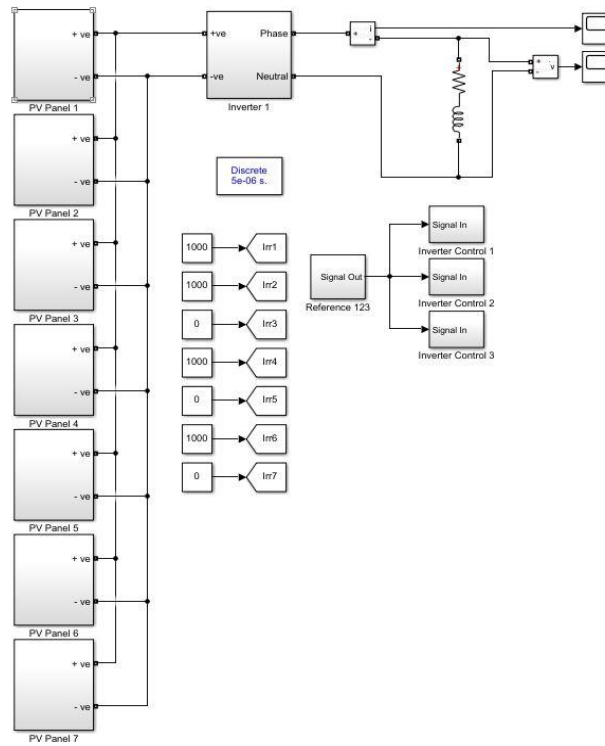 + ve
- ve
PV Panel 1
+ ve
- ve
PV Panel 2
+ ve
- ve
PV Panel 3
+ ve
- ve
PV Panel 4
+ ve
- ve
PV Panel 5
+ ve
- ve
PV Panel 6
+ ve
- ve
PV Panel 7
+ve
Phase
-ve
Neutral
Inverter 1
+
i
-
+
-
v
+
Discrete
5e-06 s.
1000
Irr1
1000
Irr2
0
Irr3
1000
Irr4
0
Irr5
1000
Irr6
0
Irr7
Signal Out
Reference 123
Signal In
Inverter Control 1
Signal In
Inverter Control 2
Signal In
Inverter Control 3